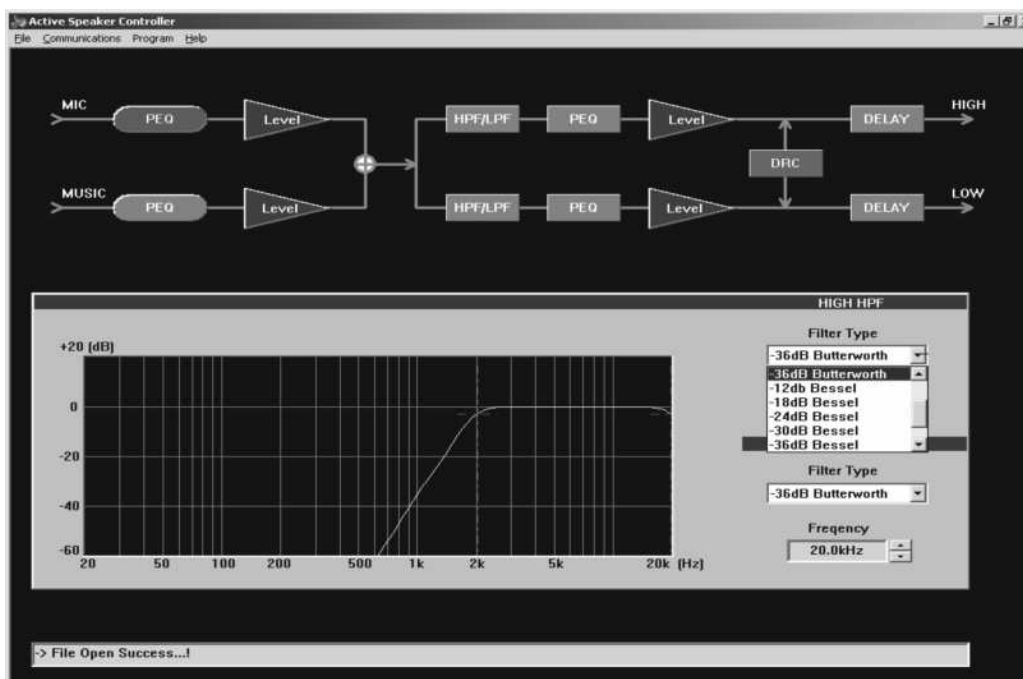 Active Speaker Controller
File Communications Program Help
MIC
PEQ
Level
HPF/LPF
PEQ
Level
DELAY
HIGH
DRC
MUSIC
PEQ
Level
HPF/LPF
PEQ
Level
DELAY
LOW
HIGH HPF
+20 (dB)
0
-20
-40
-60
20 50 100 200 500 1k 2k 5k 20k (Hz)
Filter Type
-36dB Butterworth
-36dB Butterworth
-12db Bessel
-18dB Bessel
-24dB Bessel
-30dB Bessel
-36dB Bessel
Filter Type
-36dB Butterworth
Freqency
20.0kHz
-> File Open Success...!